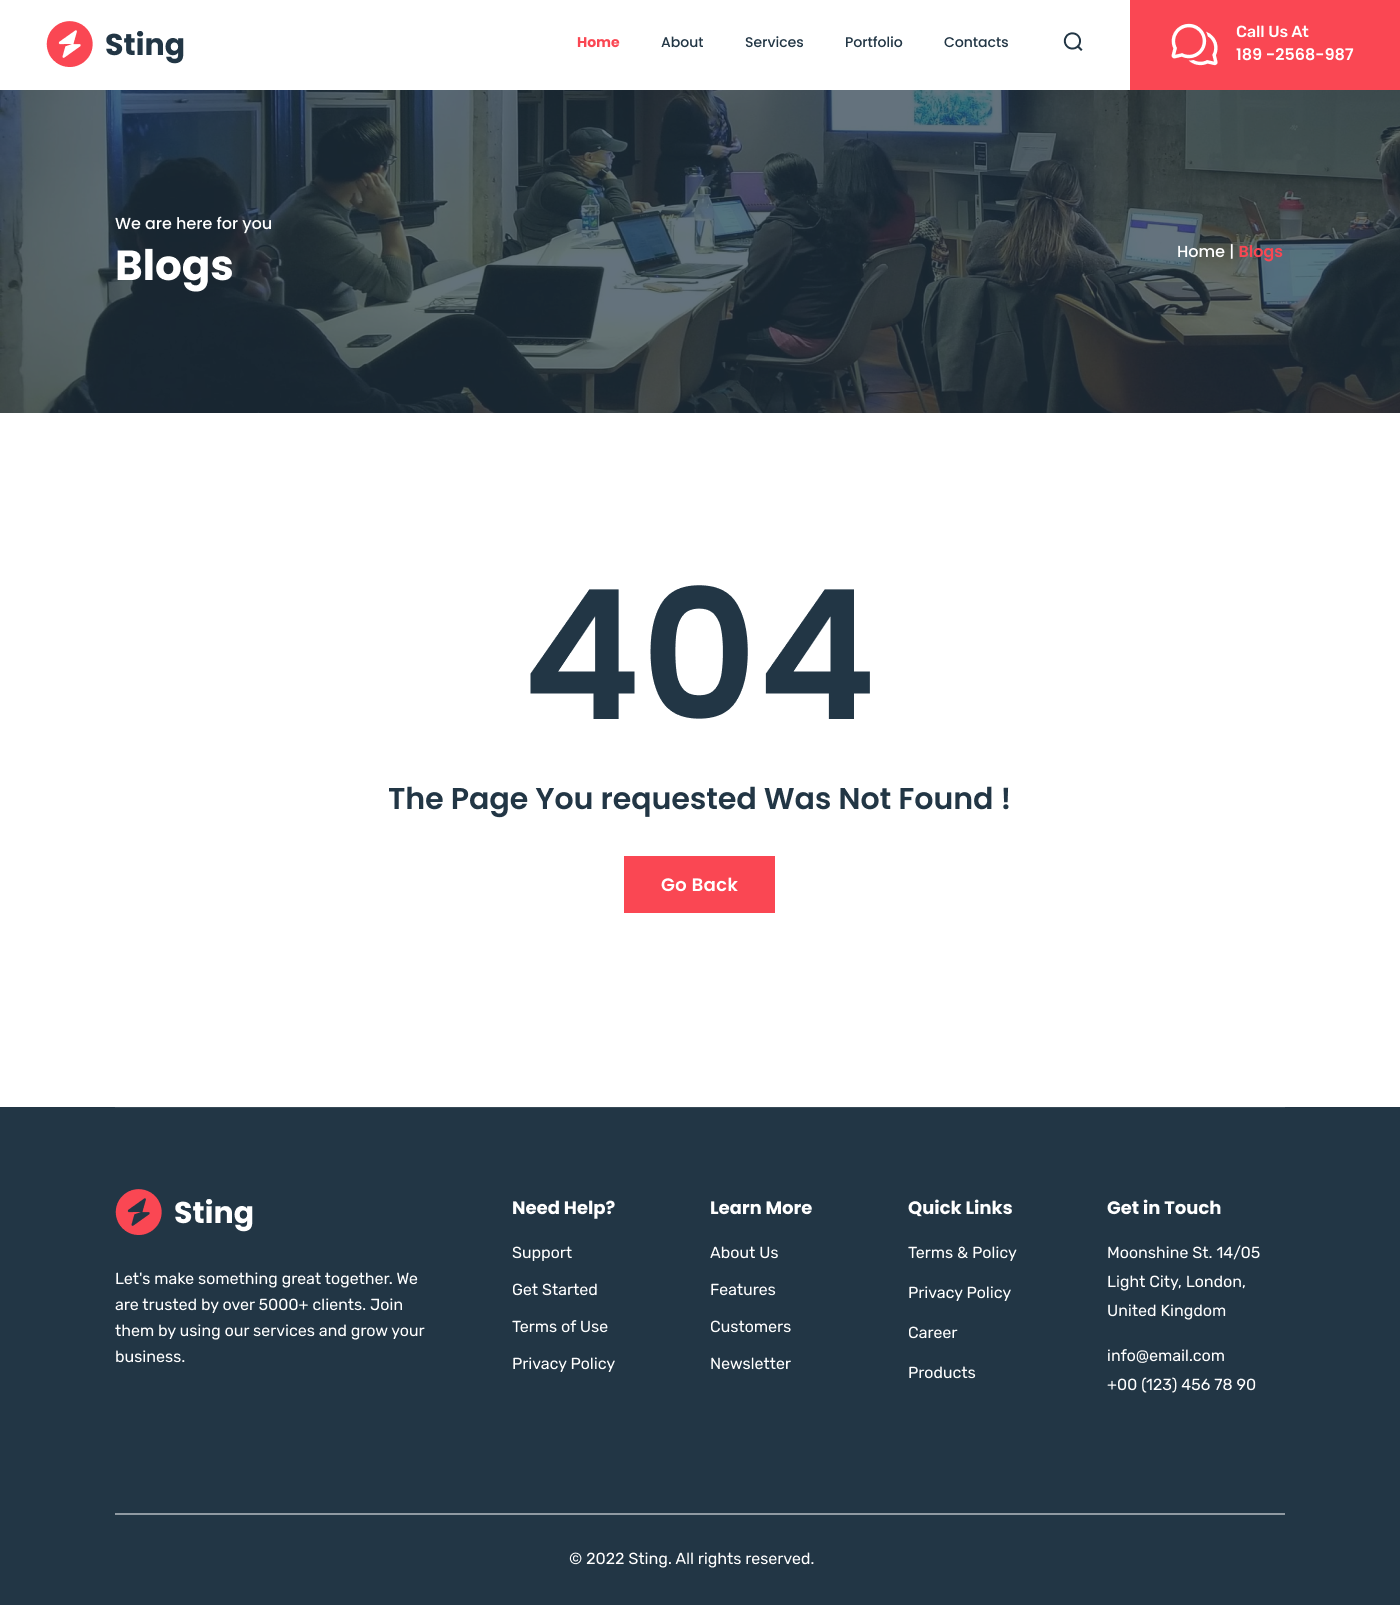 Sting
Home About Services Portfolio Contacts
Call Us At
189 -2568-987
We are here for you
Blogs
Home | Blogs
404
The Page You requested Was Not Found !
Go Back
Sting
Let's make something great together. We
are trusted by over 5000+ clients. Join
them by using our services and grow your
business.
Need Help?
Support
Get Started
Terms of Use
Privacy Policy
Learn More
About Us
Features
Customers
Newsletter
Quick Links
Terms & Policy
Privacy Policy
Career
Products
Get in Touch
Moonshine St. 14/05
Light City, London,
United Kingdom
info@email.com
+00 (123) 456 78 90
© 2022 Sting. All rights reserved.